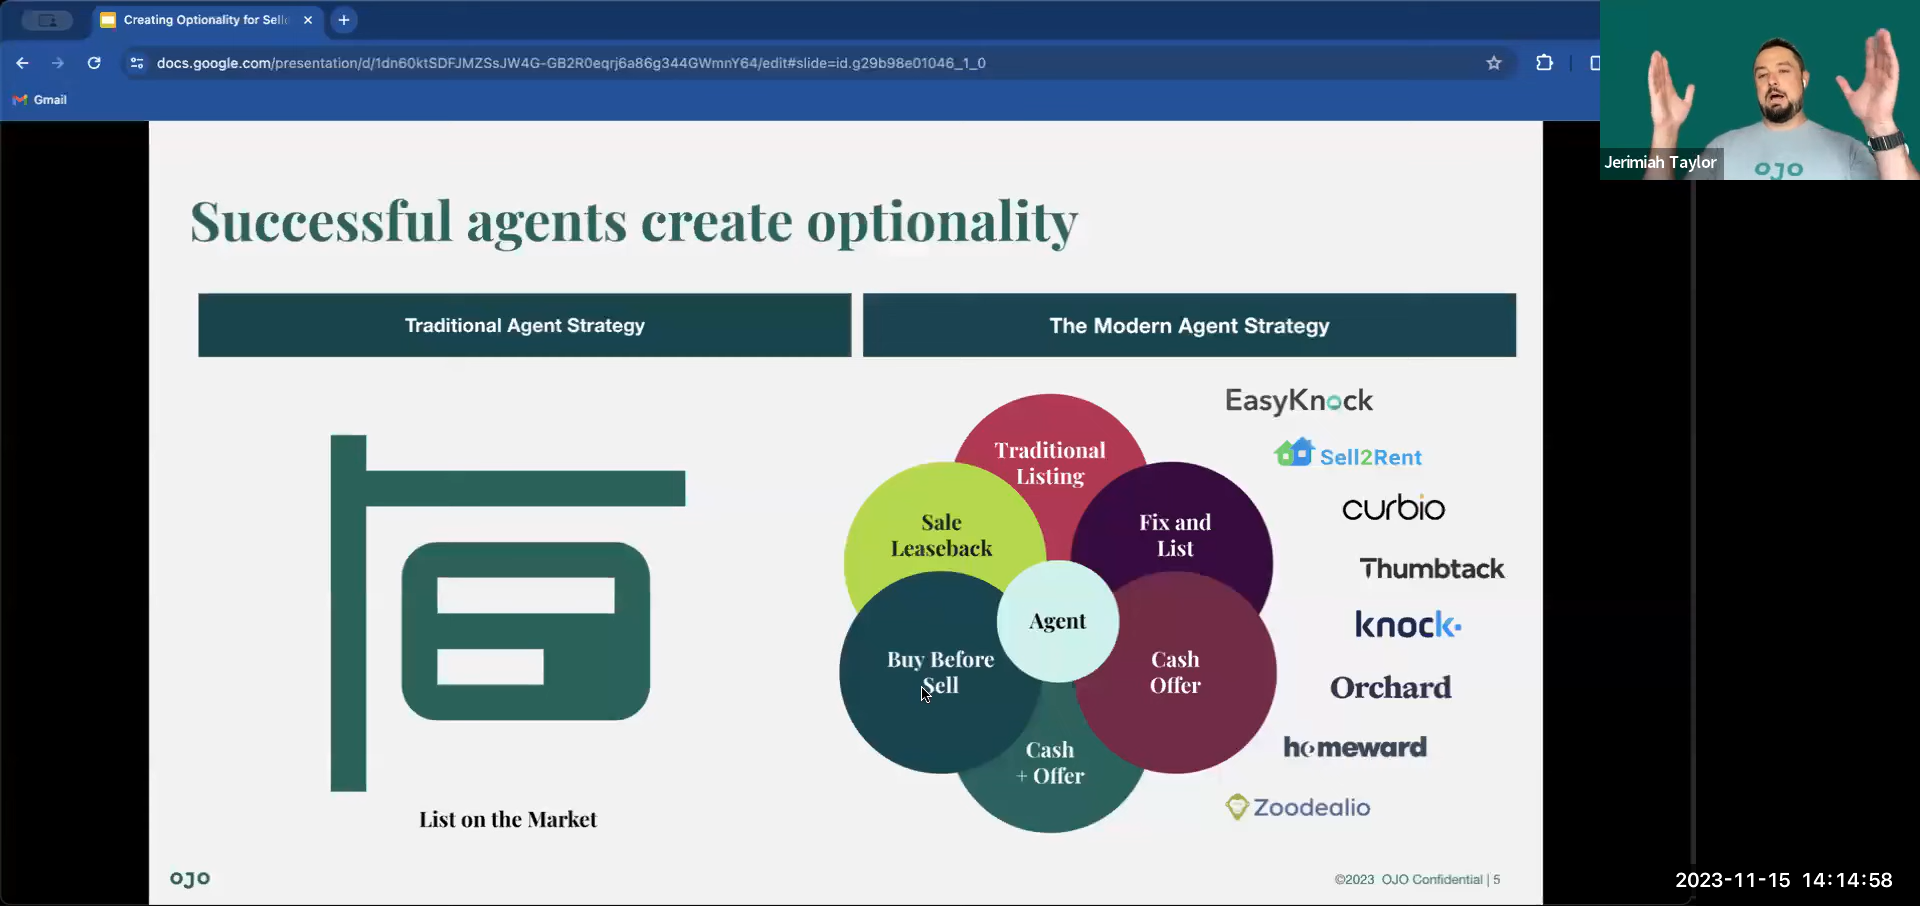 Creating Optionality for Sell
docs.google.com/presentation/d/1dn60ktSDFJMZSsJW4G-GB2R0eqrj6a86g344GWmnY64/edit#slide=id.g29b98e01046_1_0
Gmail
Jerimiah Taylor
OJO
Successful agents create optionality
Traditional Agent Strategy
The Modern Agent Strategy
List on the Market
Traditional
Listing
Sale
Leaseback
Fix and
List
Agent
Buy Before
Sell
Cash
Offer
Cash
+ Offer
EasyKnock
Sell2Rent
curbio
Thumbtack
knock
Orchard
homeward
Zoodealio
OJO
©2023 OJO Confidential | 5
2023-11-15 14:14:58